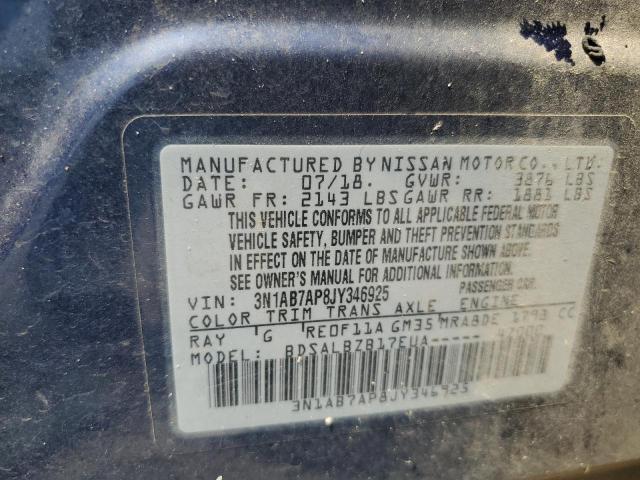 MANUFACTURED BY NISSAN MOTOR CO., LTD.
DATE: 07/18. GVWR: 3876 LBS
GAWR FR: 2143 LBS GAWR RR: 1881 LBS
THIS VEHICLE CONFORMS TO ALL APPLICABLE FEDERAL MOTOR
VEHICLE SAFETY, BUMPER AND THEFT PREVENTION STANDARDS
IN EFFECT ON THE DATE OF MANUFACTURE SHOWN ABOVE.
SEE OWNER'S MANUAL FOR ADDITIONAL INFORMATION.
VIN: 3N1AB7AP8JY346925 PASSENGER CAR
COLOR TRIM TRANS AXLE ENGINE
RAY G RE0F11A GM35 MRA8DE 1798 CC
BDSALBZB17EUA-----
3N1AB7AP8JY346925